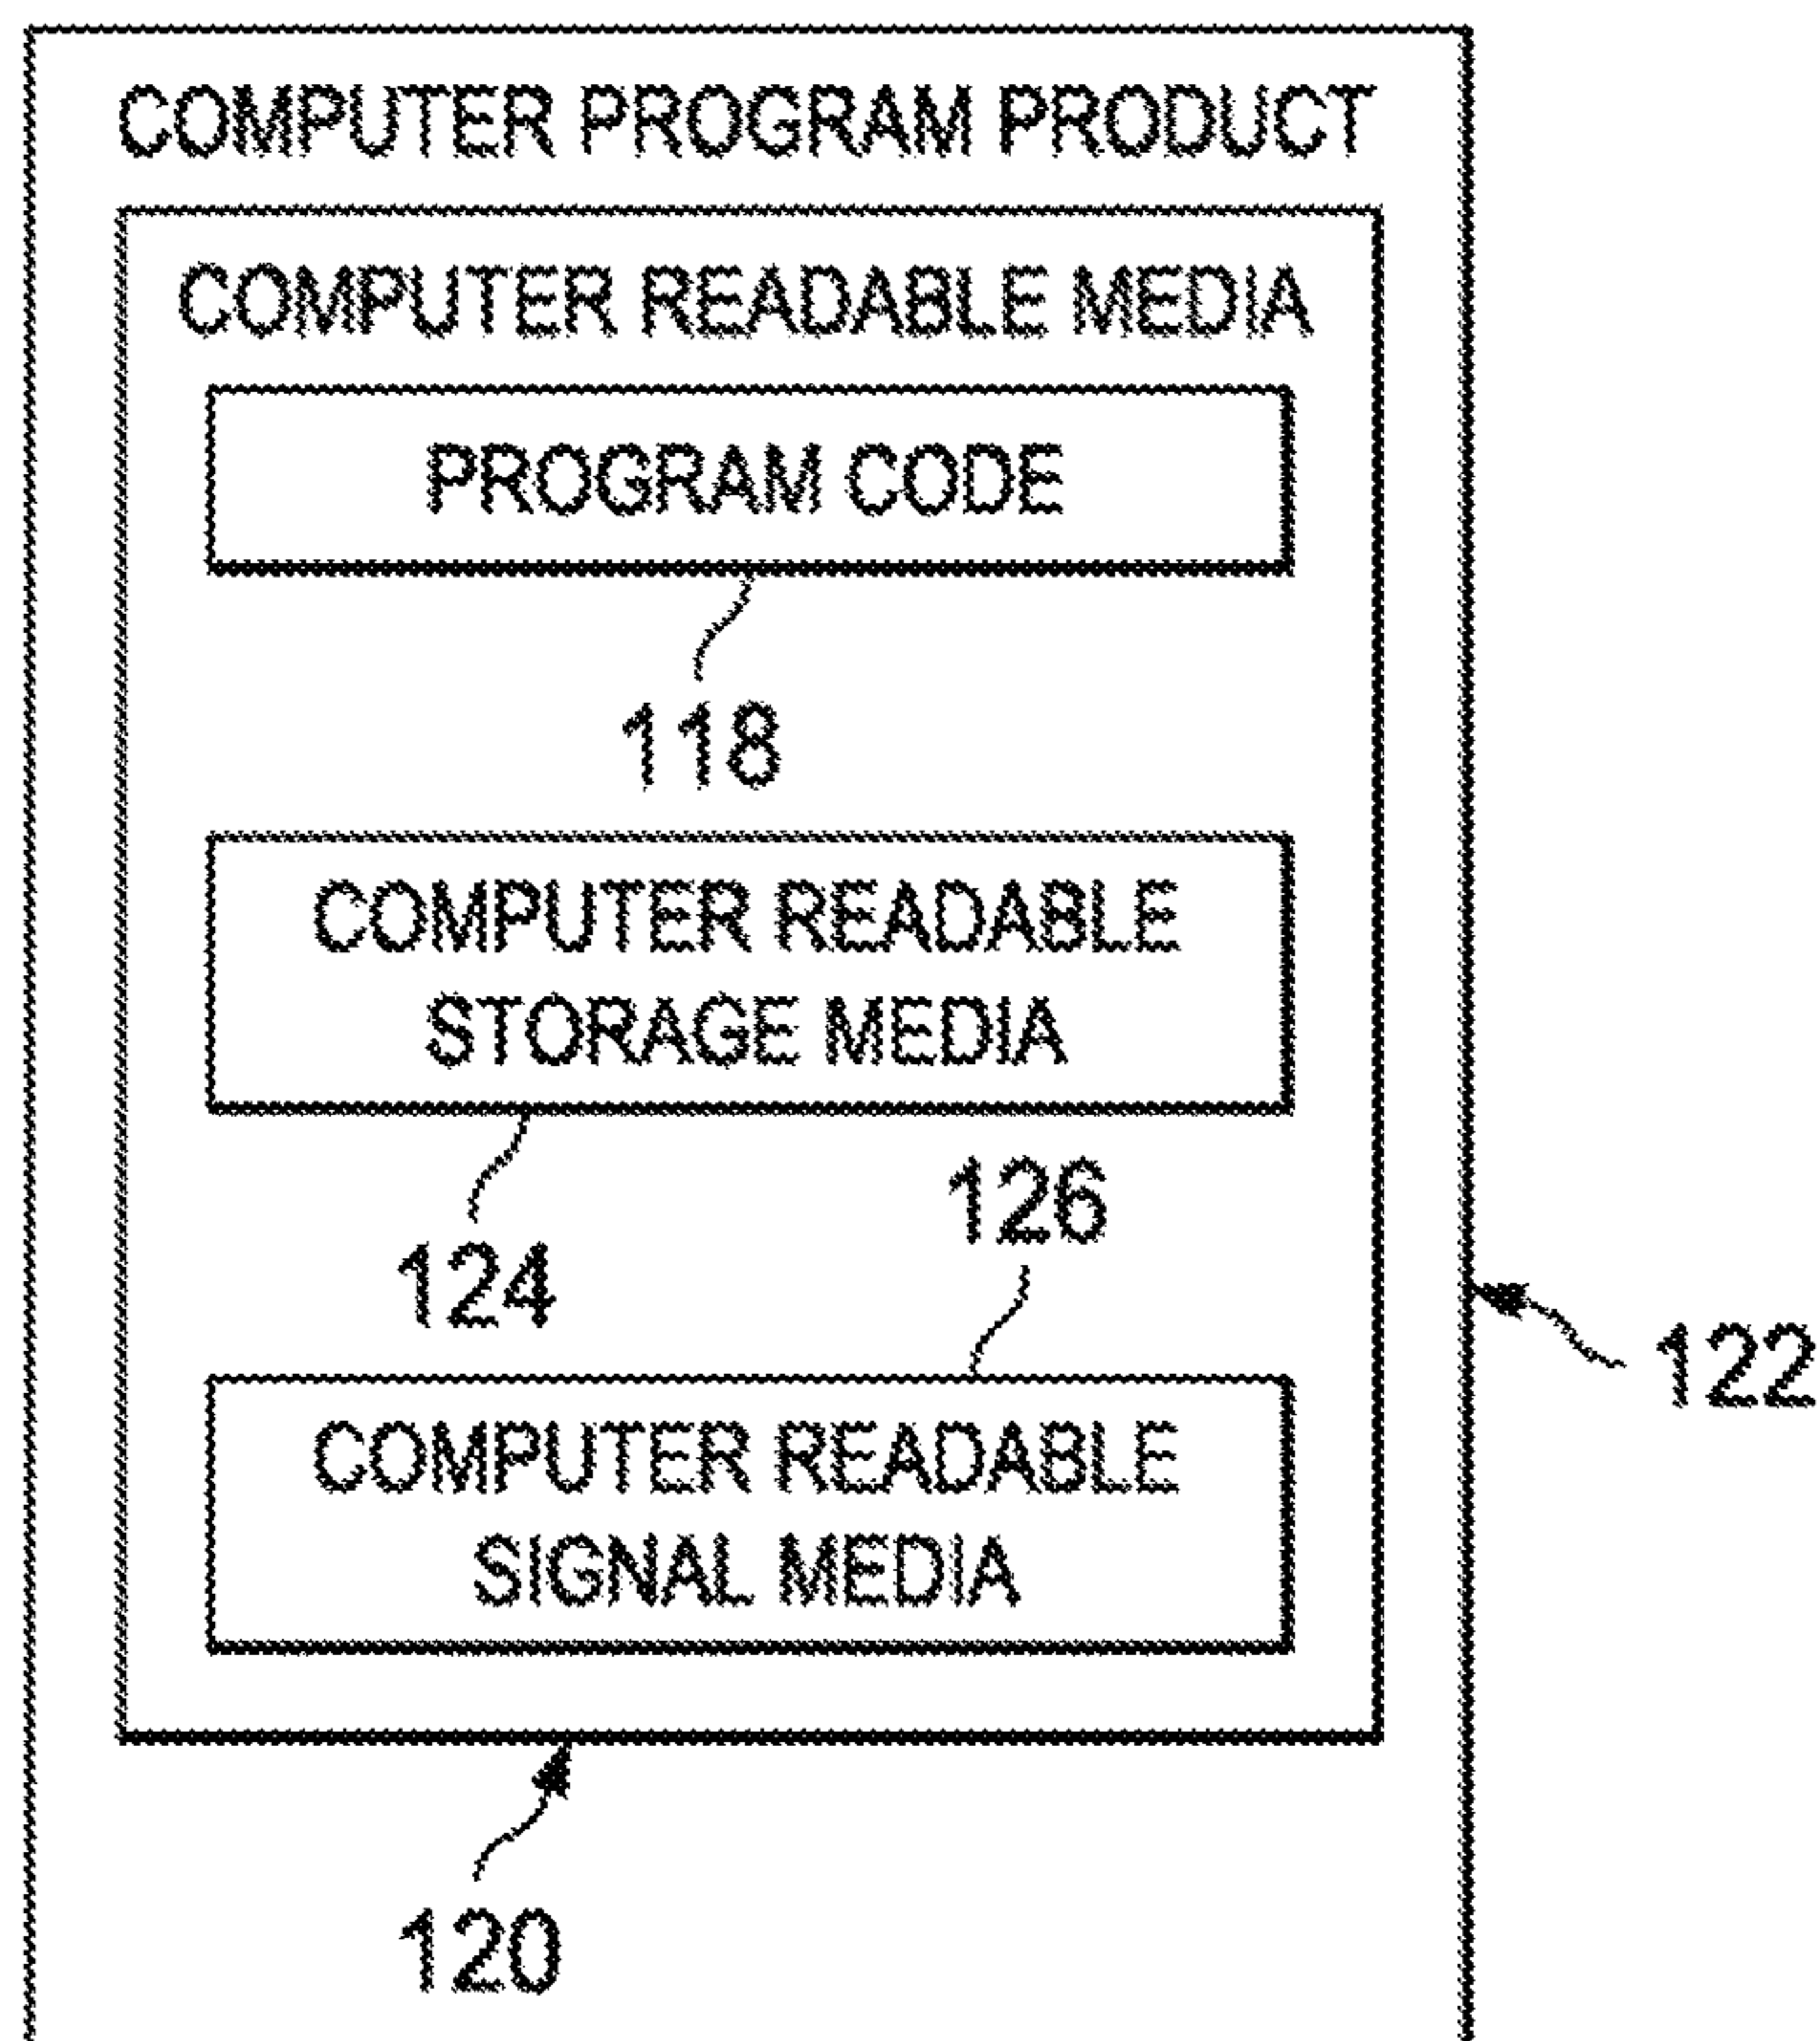 COMPUTER PROGRAM PRODUCT
COMPUTER READABLE MEDIA
PROGRAM CODE
118
COMPUTER READABLE
STORAGE MEDIA
126
124
122
COMPUTER READABLE
SIGNAL MEDIA
120